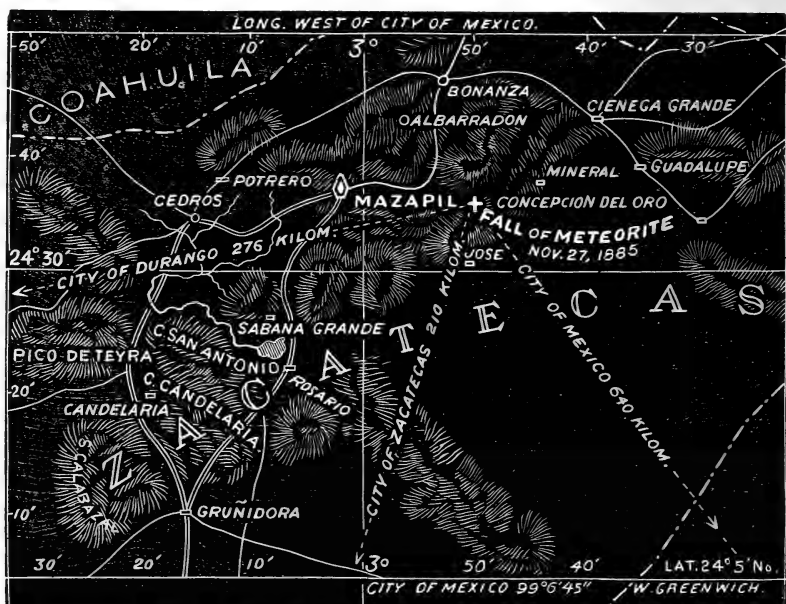 LONG. WEST OF CITY OF MEXICO.
50' 20' 3° 50' 40' 30'
COAHUILA
BONANZA
ALBARRADON
CIENEGA GRANDE
40'
POTRERO
MINERAL
GUADALUPE
CEDROS
MAZAPIL
CONCEPCION DEL ORO
FALL OF METEORITE
NOV. 27, 1885
24°30'
CITY OF DURANGO 276 KILOM
JOSE
CITY OF ZACATECAS 210 KILOM.
CITY OF MEXICO 640 KILOM.
SABANA GRANDE
C. SAN ANTONIO
PICO DE TEYRA
20'
ROSARIO
C. CANDELARIA
CANDELARIA
ZACATECAS
10'
GRUÑIDORA
30' 20' 10' 3° 50' 40' LAT. 24° 5' No.
CITY OF MEXICO 99° 6' 45" W. GREENWICH.